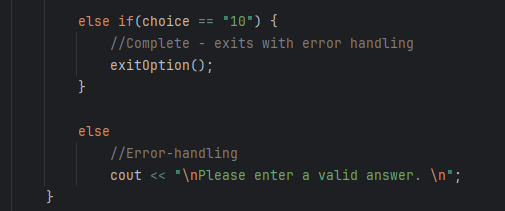 else if(choice == "10") {
//Complete - exits with error handling
exitOption();
}
else
//Error-handling
cout << "\nPlease enter a valid answer. \n";
}